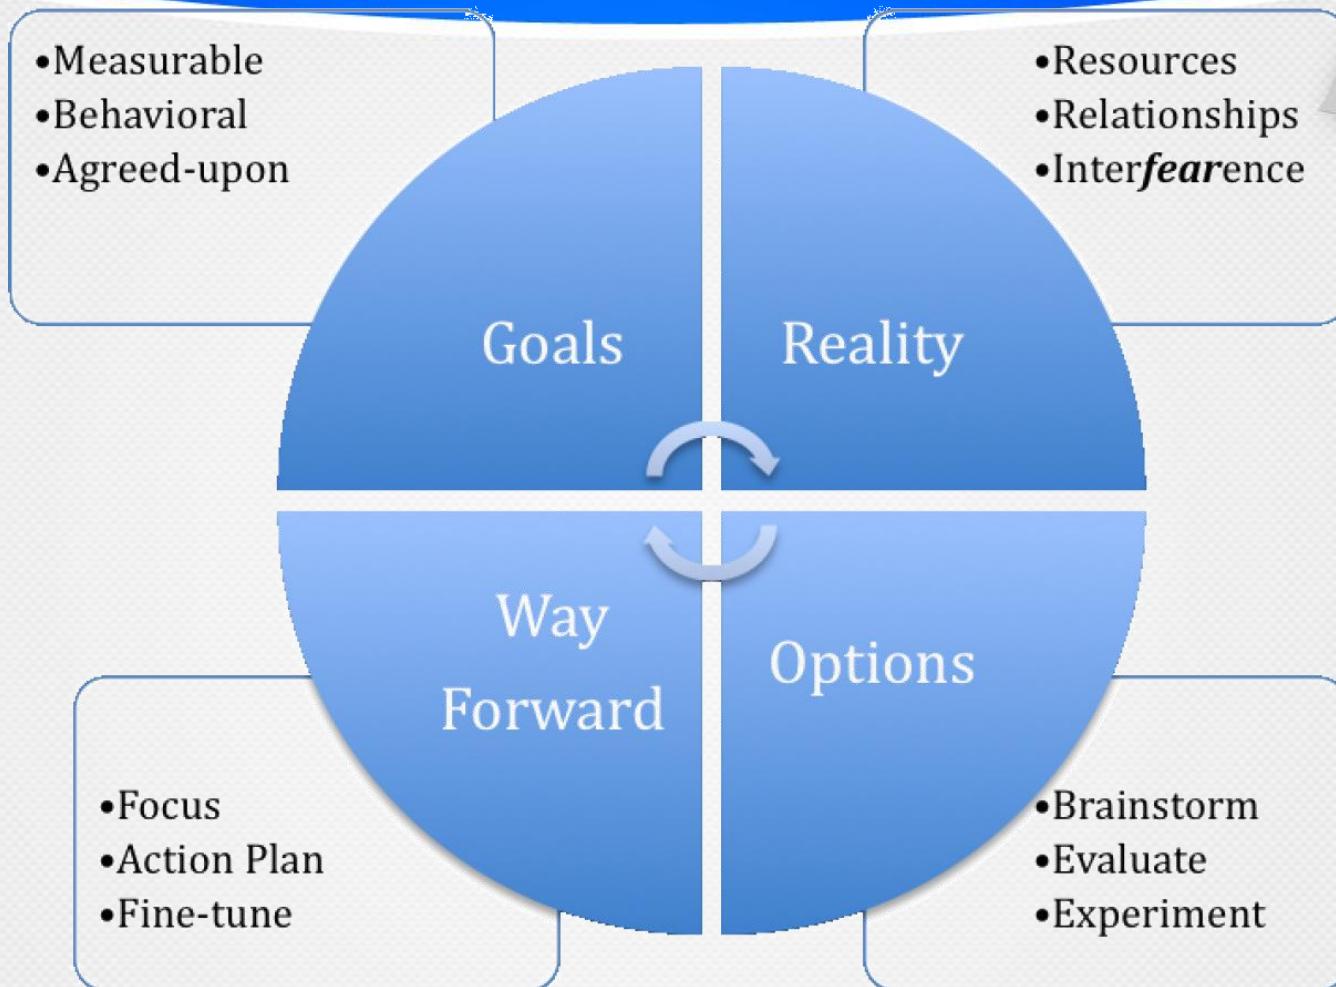 •Measurable
•Behavioral
•Agreed-upon
•Resources
•Relationships
•Interfearence
Goals
Reality
Way
Forward
Options
•Focus
•Action Plan
•Fine-tune
•Brainstorm
•Evaluate
•Experiment